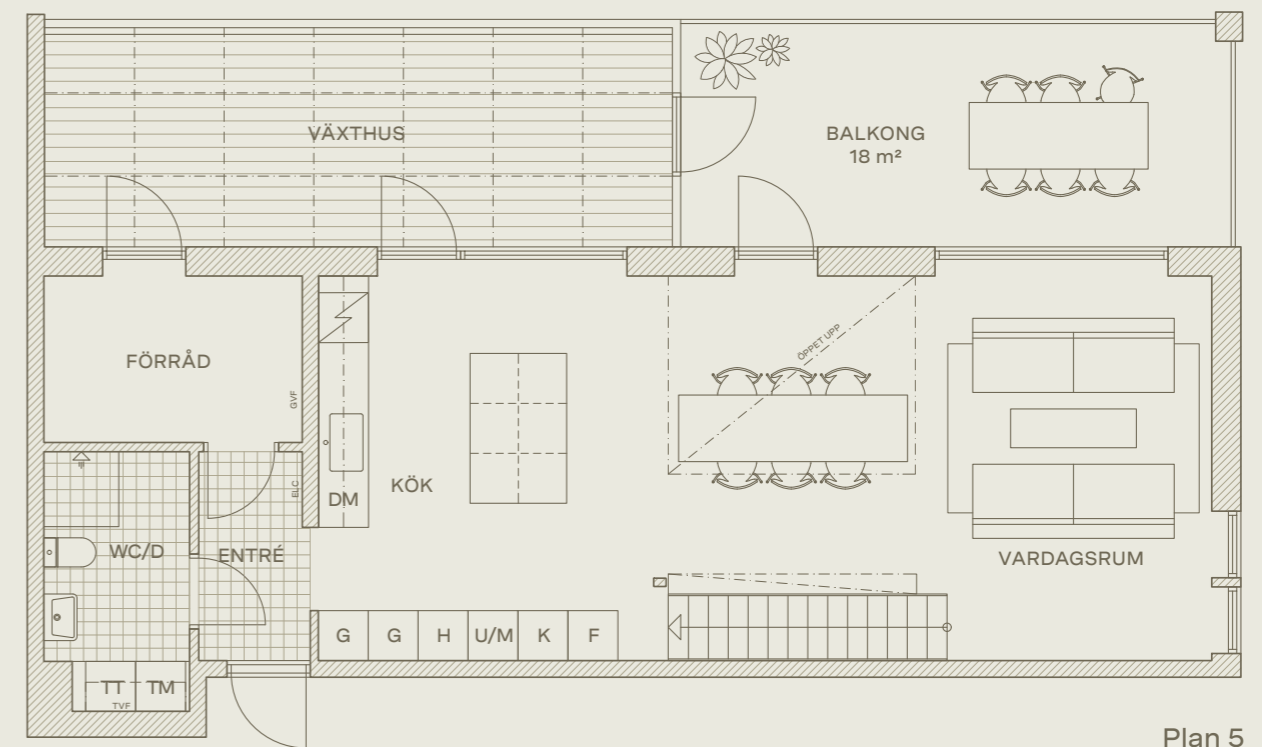 VÄXTHUS
BALKONG
18 m²
ÖPPET UPP
FÖRRÅD
GVF
ELC
DM
KÖK
WC/D
ENTRÉ
VARDAGSRUM
G G H U/M K F
TT TM
TVF
Plan 5